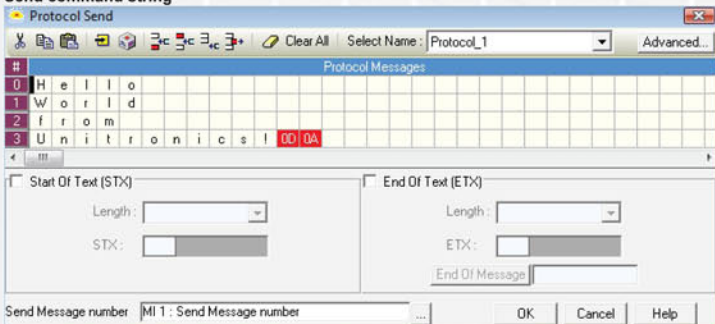 Send command string
Protocol Send
Clear All Select Name : Protocol_1 Advanced...
# Protocol Messages
0 H e l l o
1 W o r l d
2 f r o m
3 U n i t r o n i c s ! 0D 0A
Start Of Text (STX) End Of Text (ETX)
Length : Length :
STX : ETX :
End Of Message
Send Message number MI 1 : Send Message number ... OK Cancel Help